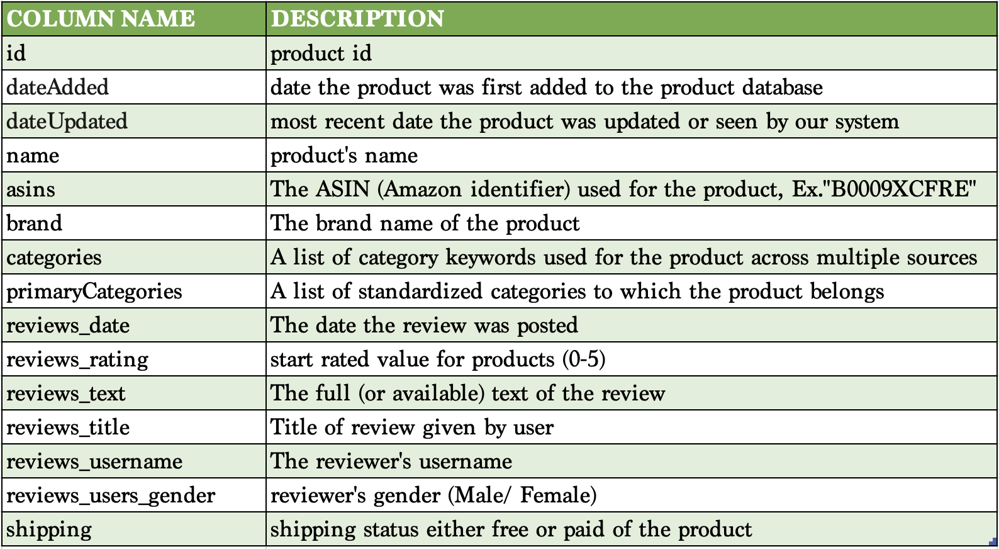 COLUMN NAME DESCRIPTION
id product id
dateAdded date the product was first added to the product database
dateUpdated most recent date the product was updated or seen by our system
name product's name
asins The ASIN (Amazon identifier) used for the product, Ex."B0009XCFRE"
brand The brand name of the product
categories A list of category keywords used for the product across multiple sources
primaryCategories A list of standardized categories to which the product belongs
reviews_date The date the review was posted
reviews_rating start rated value for products (0-5)
reviews_text The full (or available) text of the review
reviews_title Title of review given by user
reviews_username The reviewer's username
reviews_users_gender reviewer's gender (Male/ Female)
shipping shipping status either free or paid of the product